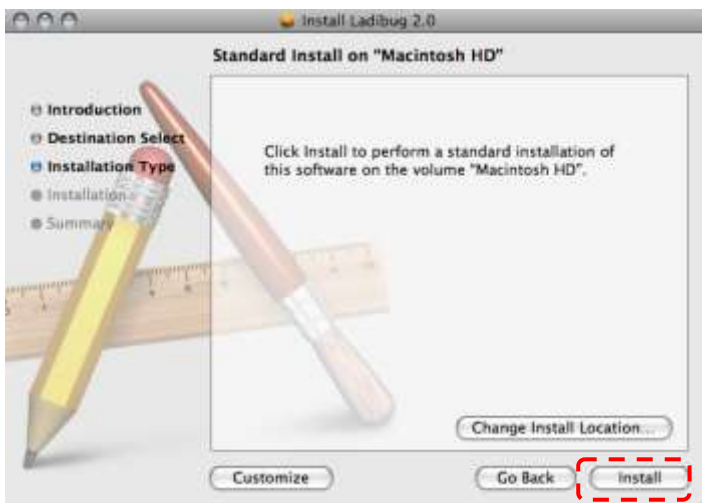 Install Ladibug 2.0
Standard Install on "Macintosh HD"
Introduction
Destination Select
Installation Type
Installation
Summary
Click Install to perform a standard installation of
this software on the volume "Macintosh HD".
Change Install Location...
Customize
Go Back
Install